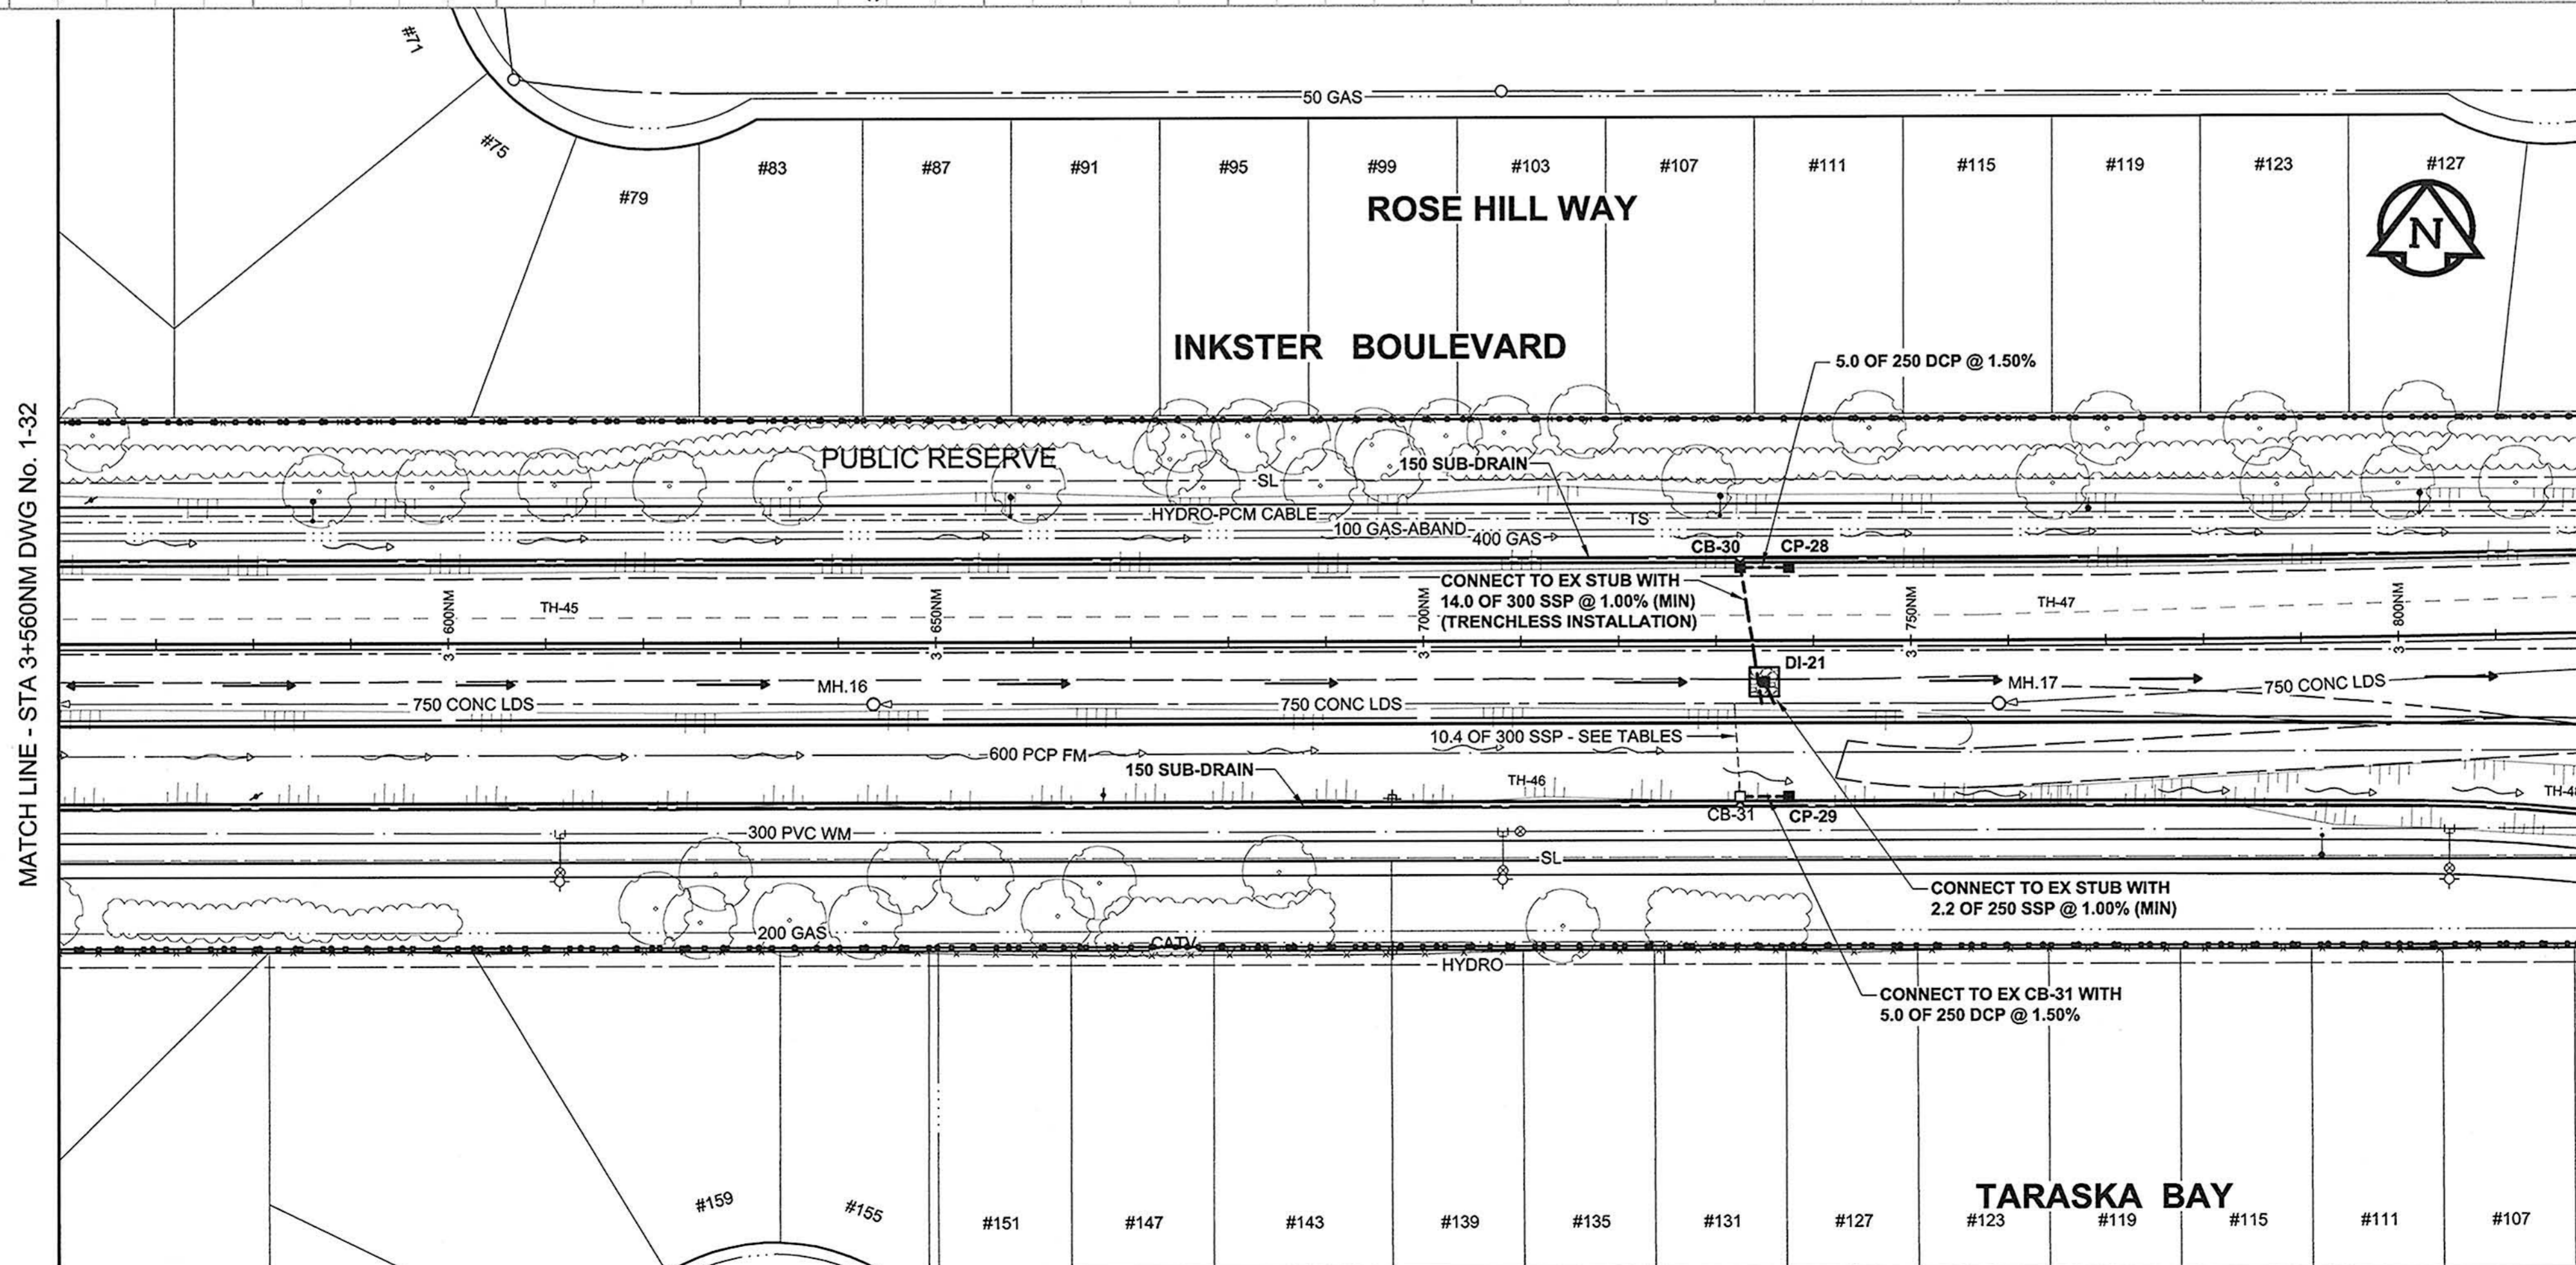 #71
50 GAS
#75
#79
#83
#87
#91
#95
#99
#103
#107
#111
#115
#119
#123
#127
ROSE HILL WAY
N
INKSTER BOULEVARD
5.0 OF 250 DCP @ 1.50%
MATCH LINE - STA 3+560NM DWG No. 1-32
PUBLIC RESERVE
150 SUB-DRAIN
SL
HYDRO-PCM CABLE
TS
100 GAS-ABAND
400 GAS
CB-30
CP-28
CONNECT TO EX STUB WITH
14.0 OF 300 SSP @ 1.00% (MIN)
(TRENCHLESS INSTALLATION)
TH-45
TH-47
3 600NM
3 650NM
3 700NM
750NM
3 800NM
DI-21
MH.16
MH.17
750 CONC LDS
750 CONC LDS
750 CONC LDS
10.4 OF 300 SSP - SEE TABLES
600 PCP FM
150 SUB-DRAIN
TH-46
TH-48
CB-31
CP-29
300 PVC WM
SL
CONNECT TO EX STUB WITH
2.2 OF 250 SSP @ 1.00% (MIN)
200 GAS
CATV
HYDRO
CONNECT TO EX CB-31 WITH
5.0 OF 250 DCP @ 1.50%
TARASKA BAY
#159
#155
#151
#147
#143
#139
#135
#131
#127
#123
#119
#115
#111
#107